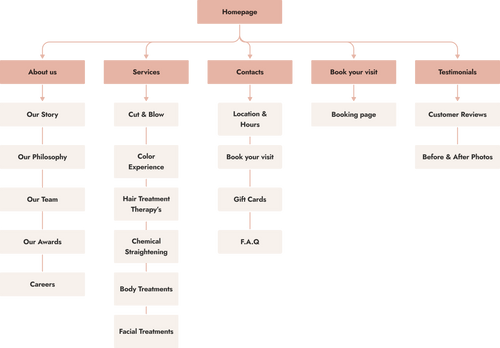 Homepage
About us
Services
Contacts
Book your visit
Testimonials
Our Story
Our Philosophy
Our Team
Our Awards
Careers
Cut & Blow
Color
Experience
Hair Treatment
Therapy's
Chemical
Straightening
Body Treatments
Facial Treatments
Location &
Hours
Book your visit
Gift Cards
F.A.Q
Booking page
Customer Reviews
Before & After Photos